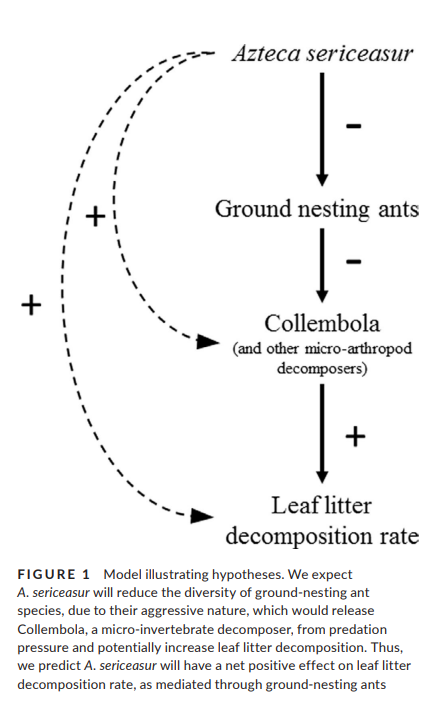 Azteca sericeasur
−
Ground nesting ants
+
−
+
Collembola
(and other micro-arthropod
decomposers)
+
Leaf litter
decomposition rate
FIGURE 1 Model illustrating hypotheses. We expect
A. sericeasur will reduce the diversity of ground-nesting ant
species, due to their aggressive nature, which would release
Collembola, a micro-invertebrate decomposer, from predation
pressure and potentially increase leaf litter decomposition. Thus,
we predict A. sericeasur will have a net positive effect on leaf litter
decomposition rate, as mediated through ground-nesting ants